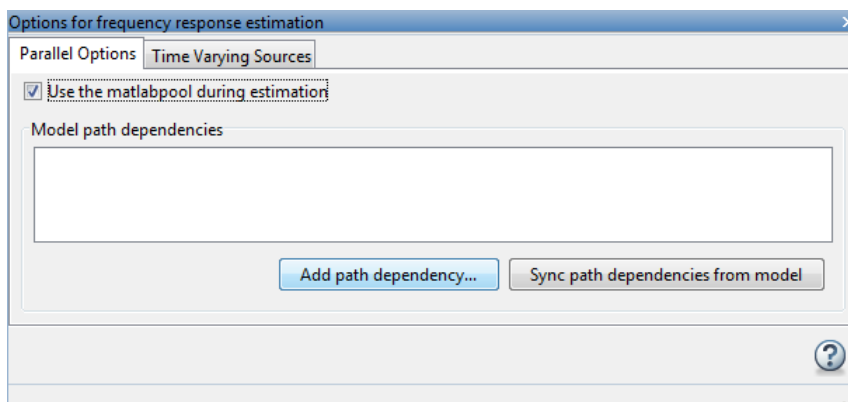 Options for frequency response estimation
Parallel Options Time Varying Sources
Use the matlabpool during estimation
Model path dependencies
Add path dependency... Sync path dependencies from model
?